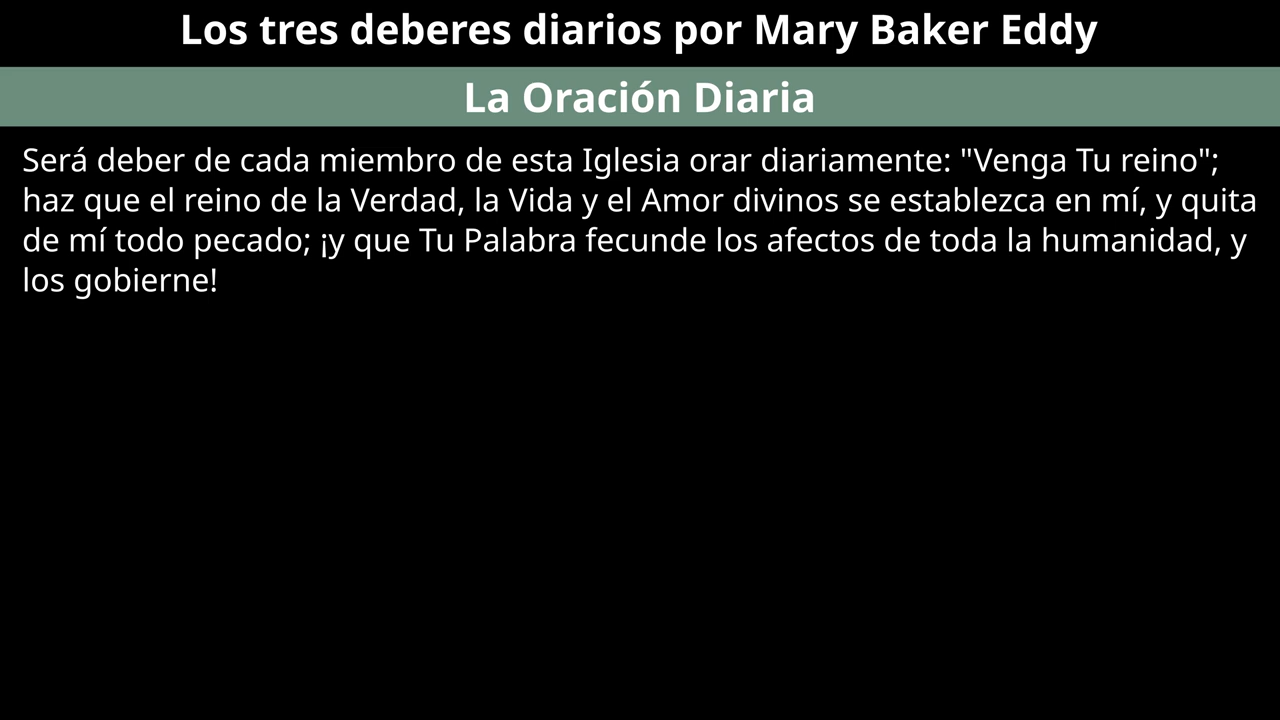 Los tres deberes diarios por Mary Baker Eddy
La Oración Diaria
Será deber de cada miembro de esta Iglesia orar diariamente: "Venga Tu reino";
haz que el reino de la Verdad, la Vida y el Amor divinos se establezca en mí, y quita
de mí todo pecado; ¡y que Tu Palabra fecunde los afectos de toda la humanidad, y
los gobierne!